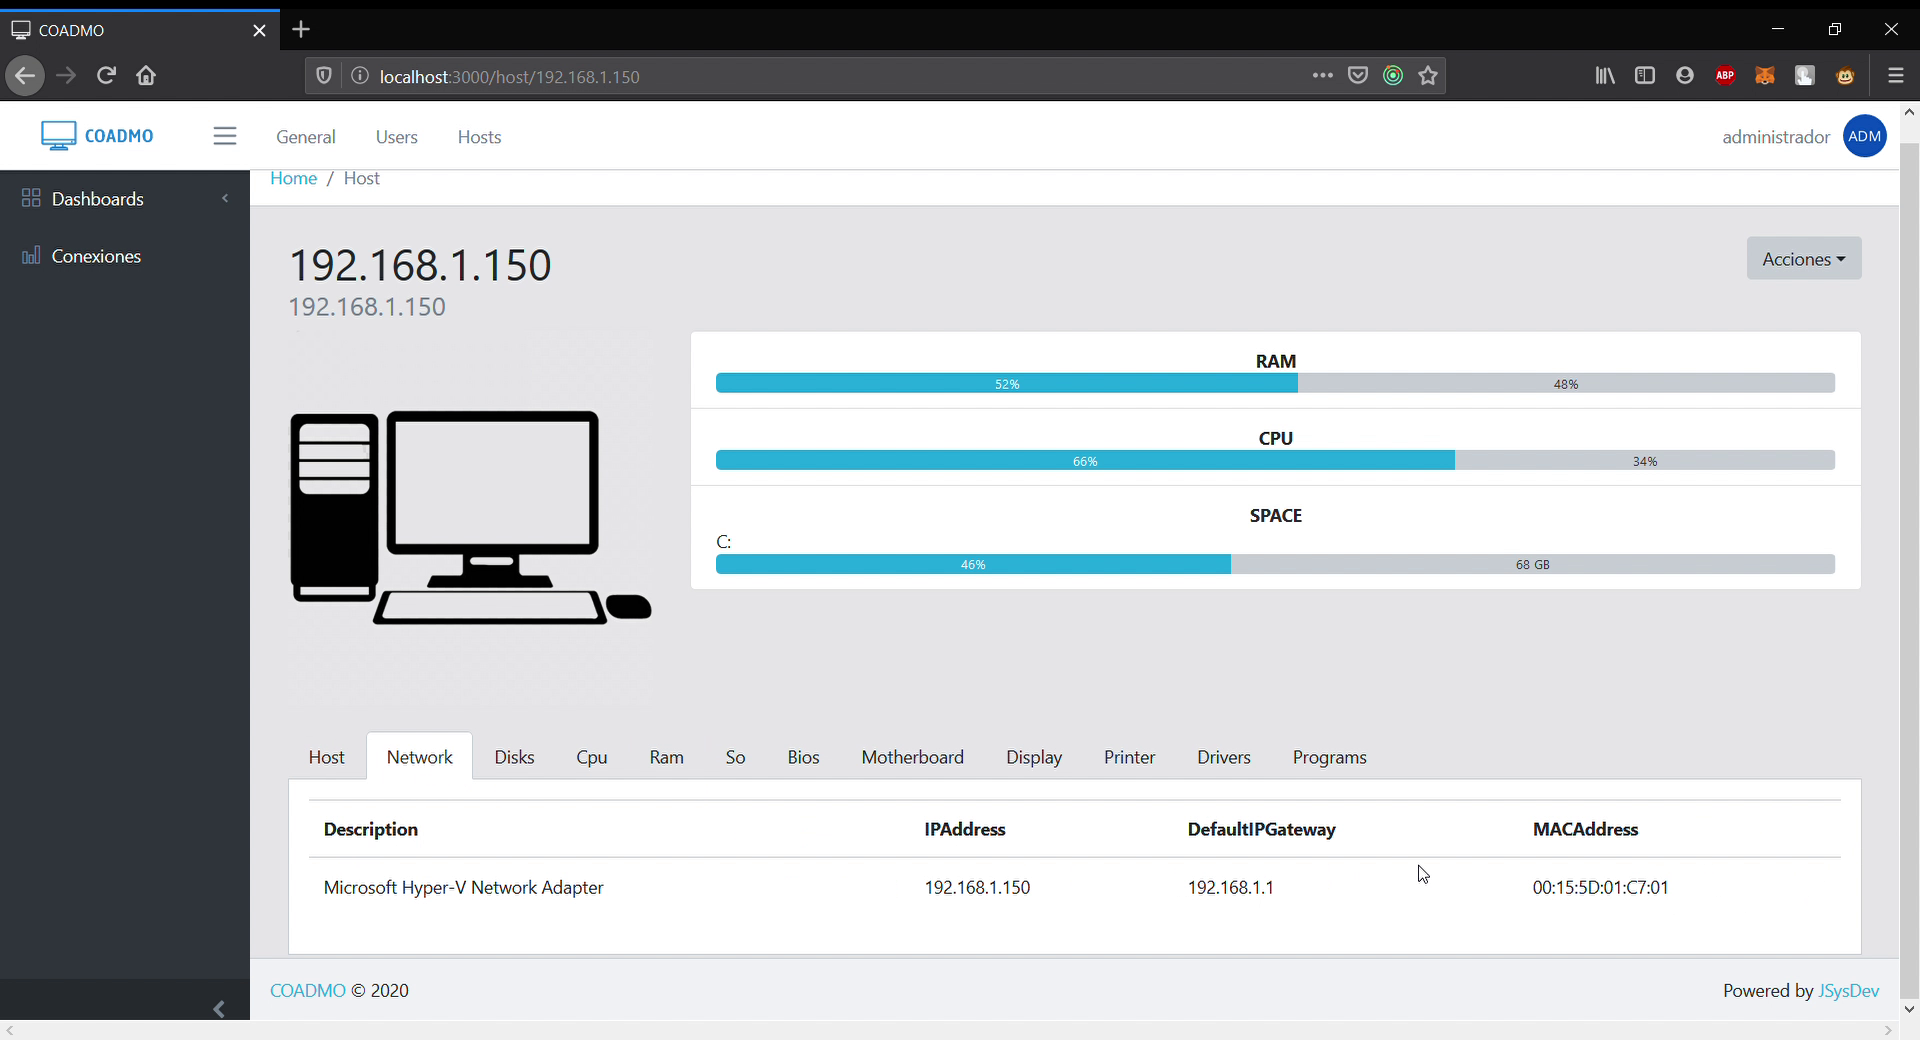 COADMO
localhost:3000/host/192.168.1.150
ABP
COADMO
General
Users
Hosts
administrador
ADM
Home / Host
Dashboards
Conexiones
192.168.1.150
192.168.1.150
Acciones
RAM
52%
48%
CPU
66%
34%
SPACE
C:
46%
68 GB
Host
Network
Disks
Cpu
Ram
So
Bios
Motherboard
Display
Printer
Drivers
Programs
Description IPAddress DefaultIPGateway MACAddress
Microsoft Hyper-V Network Adapter 192.168.1.150 192.168.1.1 00:15:5D:01:C7:01
COADMO © 2020
Powered by JSysDev